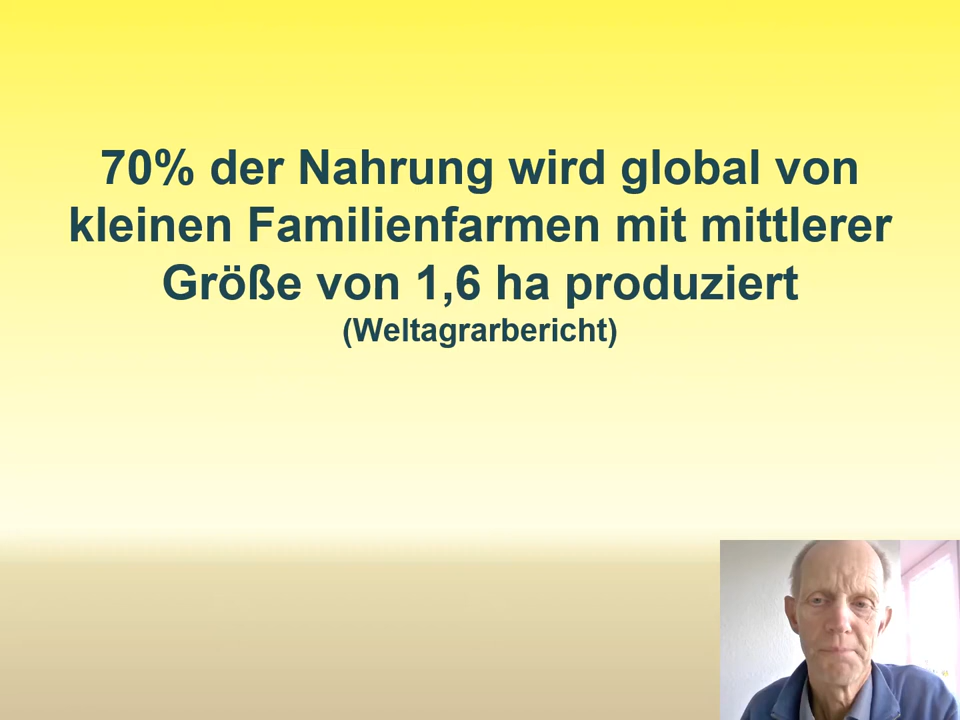 70% der Nahrung wird global von
kleinen Familienfarmen mit mittlerer
Größe von 1,6 ha produziert
(Weltagrarbericht)